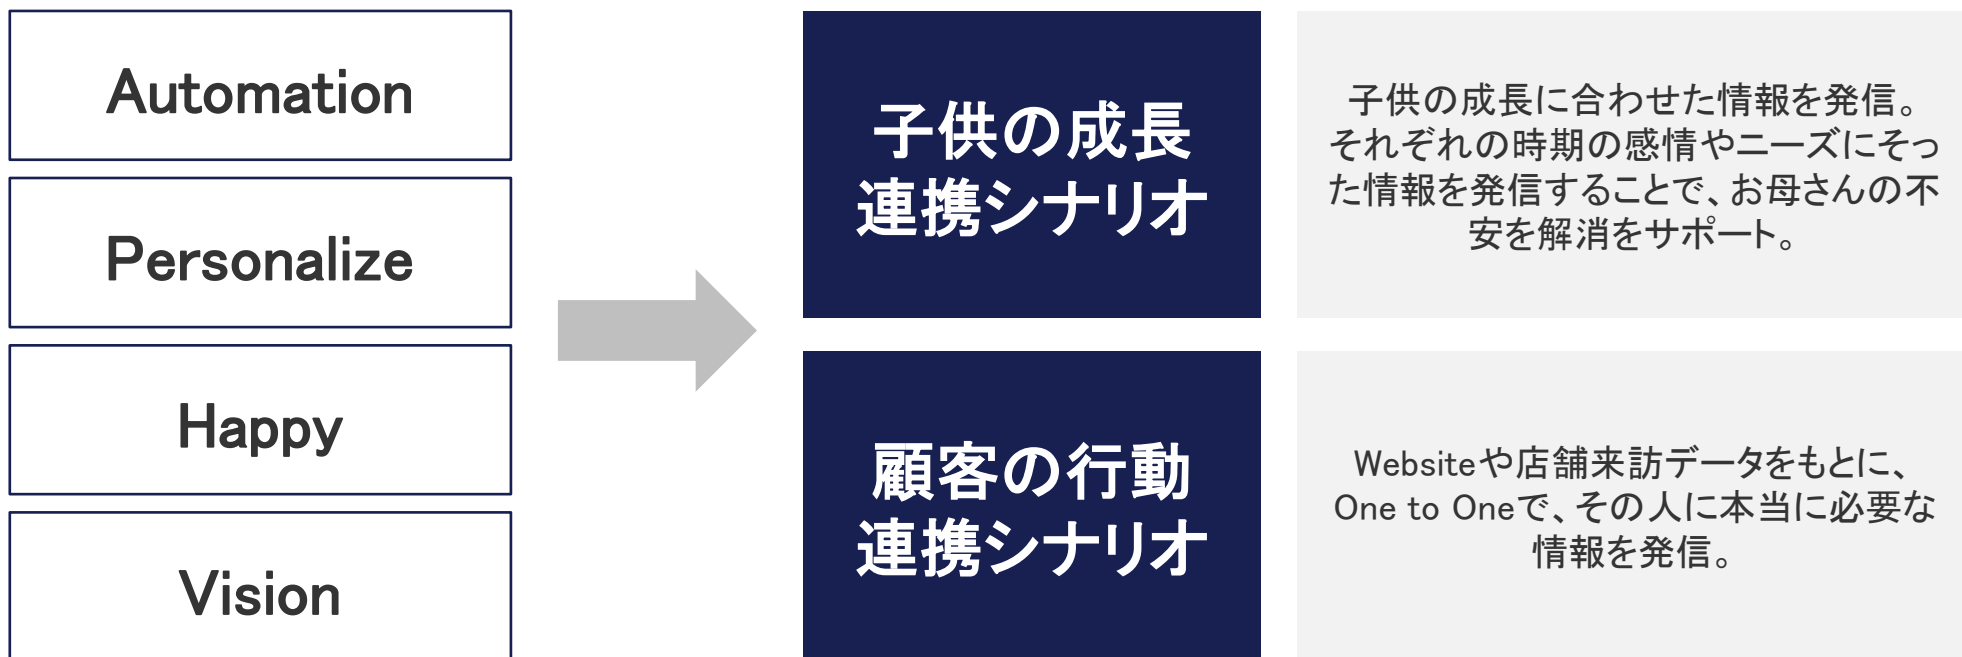 Automation
Personalize
Happy
Vision
子供の成長
連携シナリオ
子供の成長に合わせた情報を発信。
それぞれの時期の感情やニーズにそっ
た情報を発信することで、お母さんの不
安を解消をサポート。
顧客の行動
連携シナリオ
Websiteや店舗来訪データをもとに、
One to Oneで、その人に本当に必要な
情報を発信。